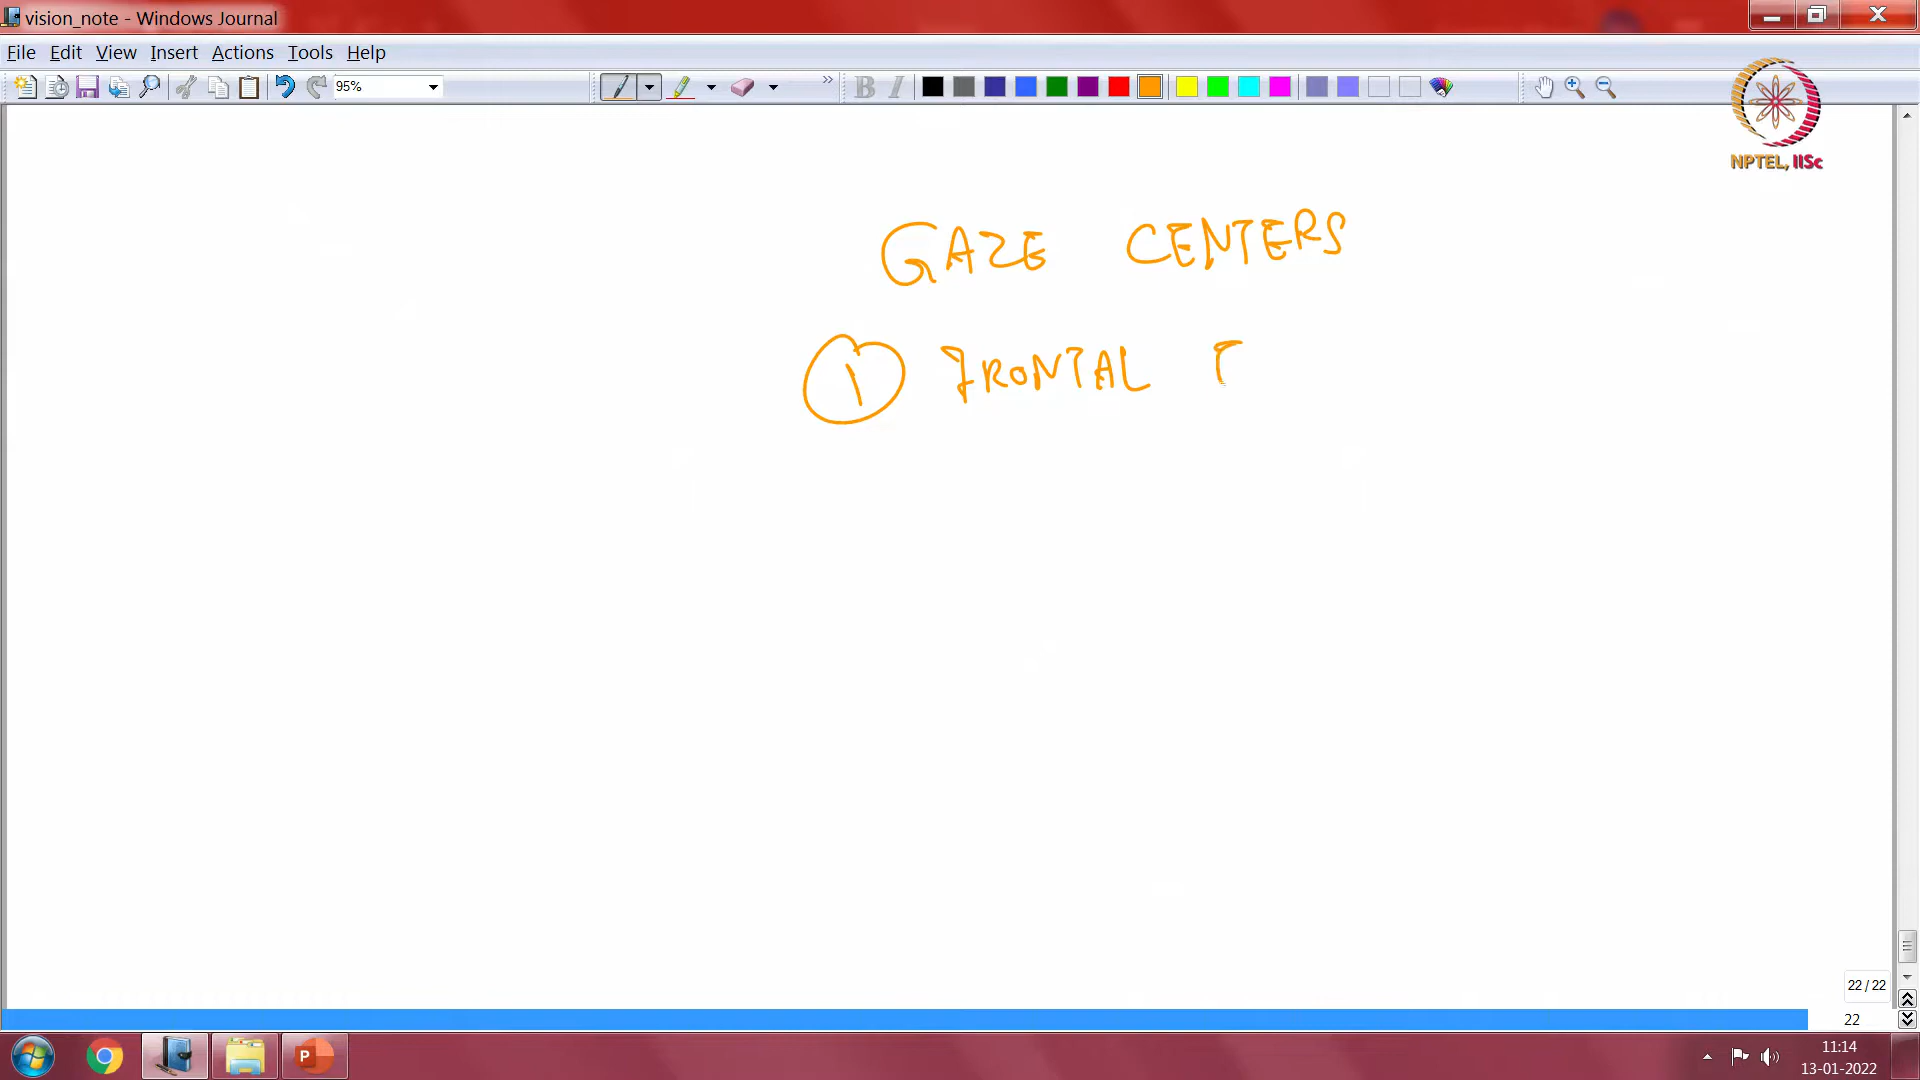 vision_note - Windows Journal
File Edit View Insert Actions Tools Help
95%
B I
NPTEL, IISc
GAZE CENTERS
1 FRONTAL
22 / 22
22
P
11:14
13-01-2022